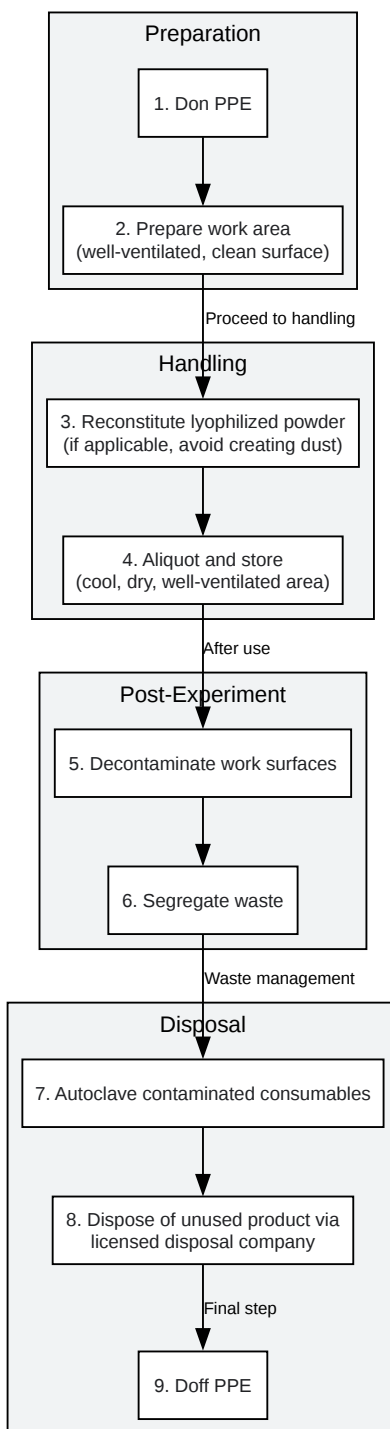 Preparation
1. Don PPE
2. Prepare work area
(well-ventilated, clean surface)
Proceed to handling
Handling
3. Reconstitute lyophilized powder
(if applicable, avoid creating dust)
4. Aliquot and store
(cool, dry, well-ventilated area)
After use
Post-Experiment
5. Decontaminate work surfaces
6. Segregate waste
Waste management
Disposal
7. Autoclave contaminated consumables
8. Dispose of unused product via
licensed disposal company
Final step
9. Doff PPE